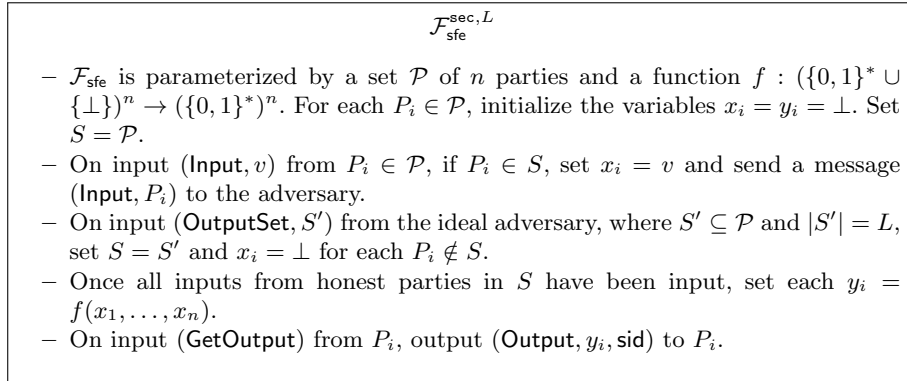 F_sfe^{sec,L}
– F_sfe is parameterized by a set P of n parties and a function f : ({0, 1}* ∪
{⊥})^n → ({0, 1}*)^n. For each P_i ∈ P, initialize the variables x_i = y_i = ⊥. Set
S = P.
– On input (Input, v) from P_i ∈ P, if P_i ∈ S, set x_i = v and send a message
(Input, P_i) to the adversary.
– On input (OutputSet, S′) from the ideal adversary, where S′ ⊆ P and |S′| = L,
set S = S′ and x_i = ⊥ for each P_i ∉ S.
– Once all inputs from honest parties in S have been input, set each y_i =
f(x_1, . . . , x_n).
– On input (GetOutput) from P_i, output (Output, y_i, sid) to P_i.